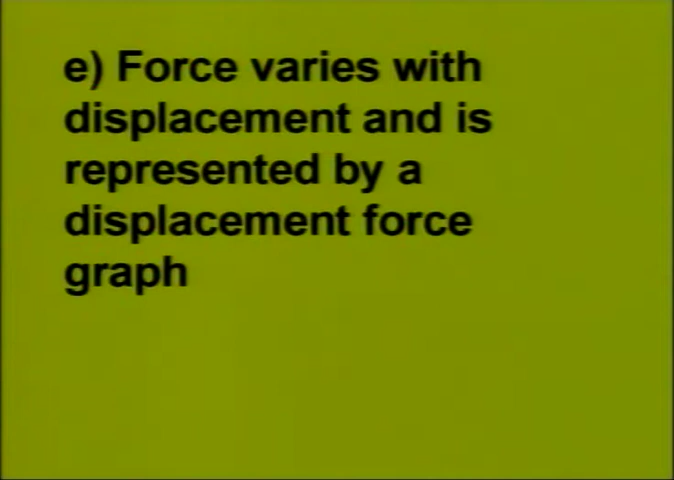 e) Force varies with
displacement and is
represented by a
displacement force
graph